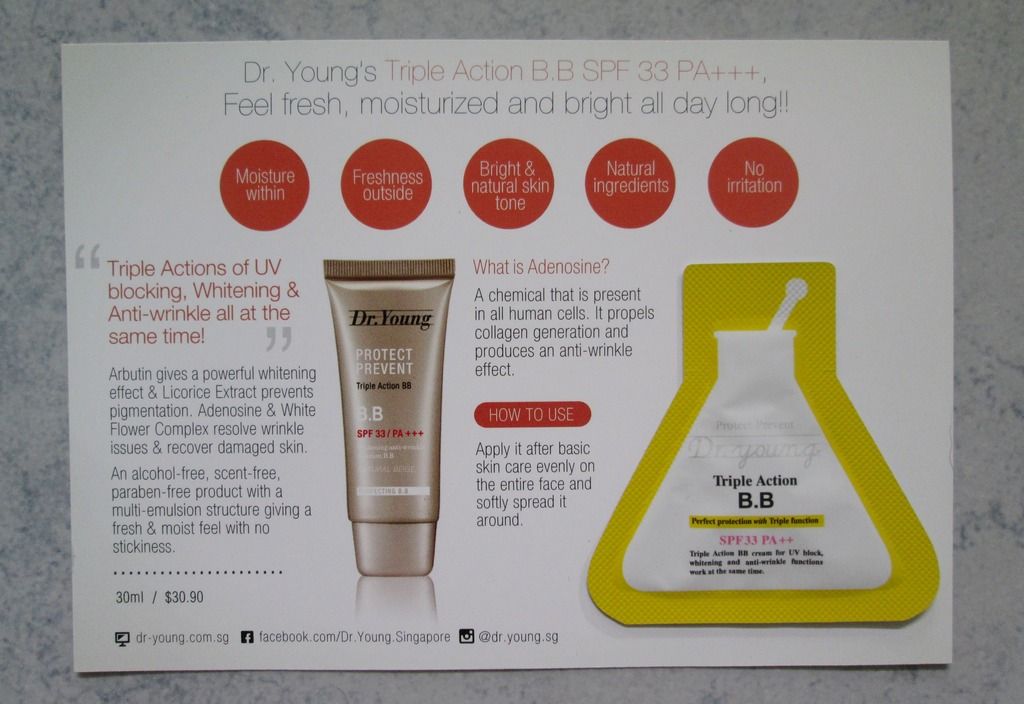 Dr. Young's Triple Action B.B SPF 33 PA+++,
Feel fresh, moisturized and bright all day long!!
Moisture
within
Freshness
outside
Bright &
natural skin
tone
Natural
ingredients
No
irritation
“
Triple Actions of UV
blocking, Whitening &
Anti-wrinkle all at the
same time!
”
Arbutin gives a powerful whitening
effect & Licorice Extract prevents
pigmentation. Adenosine & White
Flower Complex resolve wrinkle
issues & recover damaged skin.
An alcohol-free, scent-free,
paraben-free product with a
multi-emulsion structure giving a
fresh & moist feel with no
stickiness.
30ml / $30.90
Dr.Young
PROTECT
PREVENT
Triple Action BB
B.B
SPF 33 / PA +++
NATURAL BEIGE
What is Adenosine?
A chemical that is present
in all human cells. It propels
collagen generation and
produces an anti-wrinkle
effect.
HOW TO USE
Apply it after basic
skin care evenly on
the entire face and
softly spread it
around.
Protect Prevent
Dr.young
Triple Action
B.B
Perfect protection with Triple function
SPF33 PA++
Triple Action BB cream for UV block,
whitening and anti-wrinkle functions
work at the same time.
dr-young.com.sg facebook.com/Dr.Young.Singapore @dr.young.sg